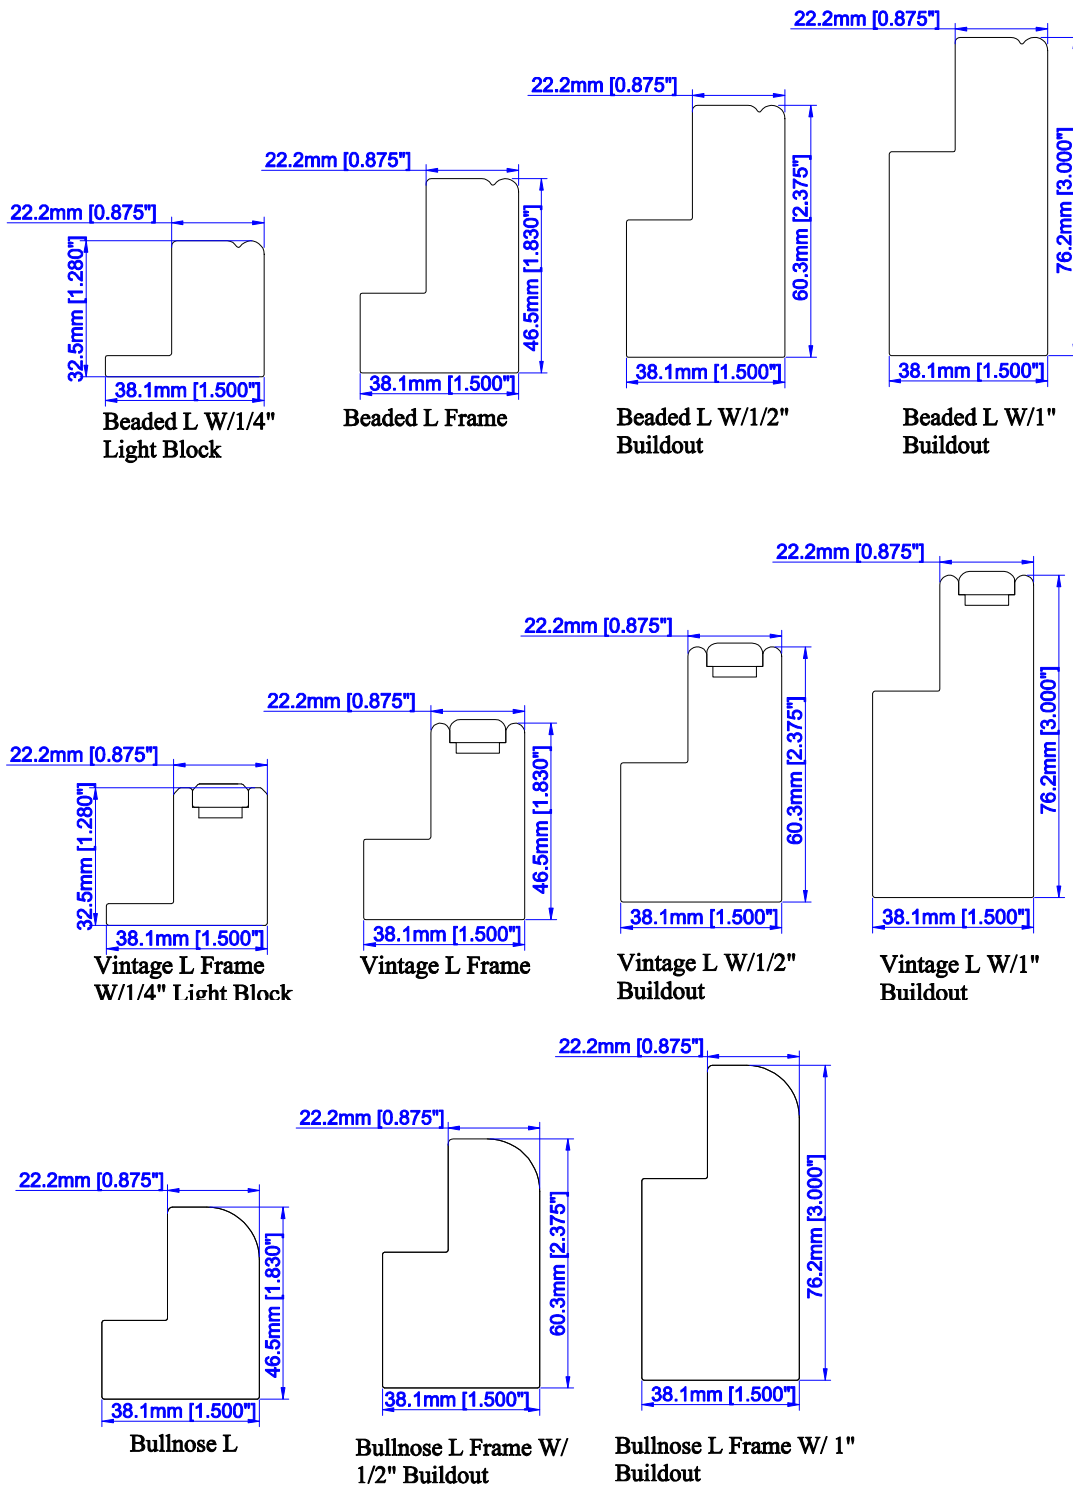 22.2mm [0.875"]
32.5mm [1.280"]
38.1mm [1.500"]
Beaded L W/1/4"
Light Block
22.2mm [0.875"]
46.5mm [1.830"]
38.1mm [1.500"]
Beaded L Frame
22.2mm [0.875"]
60.3mm [2.375"]
38.1mm [1.500"]
Beaded L W/1/2"
Buildout
22.2mm [0.875"]
76.2mm [3.000"]
38.1mm [1.500"]
Beaded L W/1"
Buildout
22.2mm [0.875"]
32.5mm [1.280"]
38.1mm [1.500"]
Vintage L Frame
W/1/4" Light Block
22.2mm [0.875"]
46.5mm [1.830"]
38.1mm [1.500"]
Vintage L Frame
22.2mm [0.875"]
60.3mm [2.375"]
38.1mm [1.500"]
Vintage L W/1/2"
Buildout
22.2mm [0.875"]
76.2mm [3.000"]
38.1mm [1.500"]
Vintage L W/1"
Buildout
22.2mm [0.875"]
46.5mm [1.830"]
38.1mm [1.500"]
Bullnose L
22.2mm [0.875"]
60.3mm [2.375"]
38.1mm [1.500"]
Bullnose L Frame W/
1/2" Buildout
22.2mm [0.875"]
76.2mm [3.000"]
38.1mm [1.500"]
Bullnose L Frame W/ 1"
Buildout